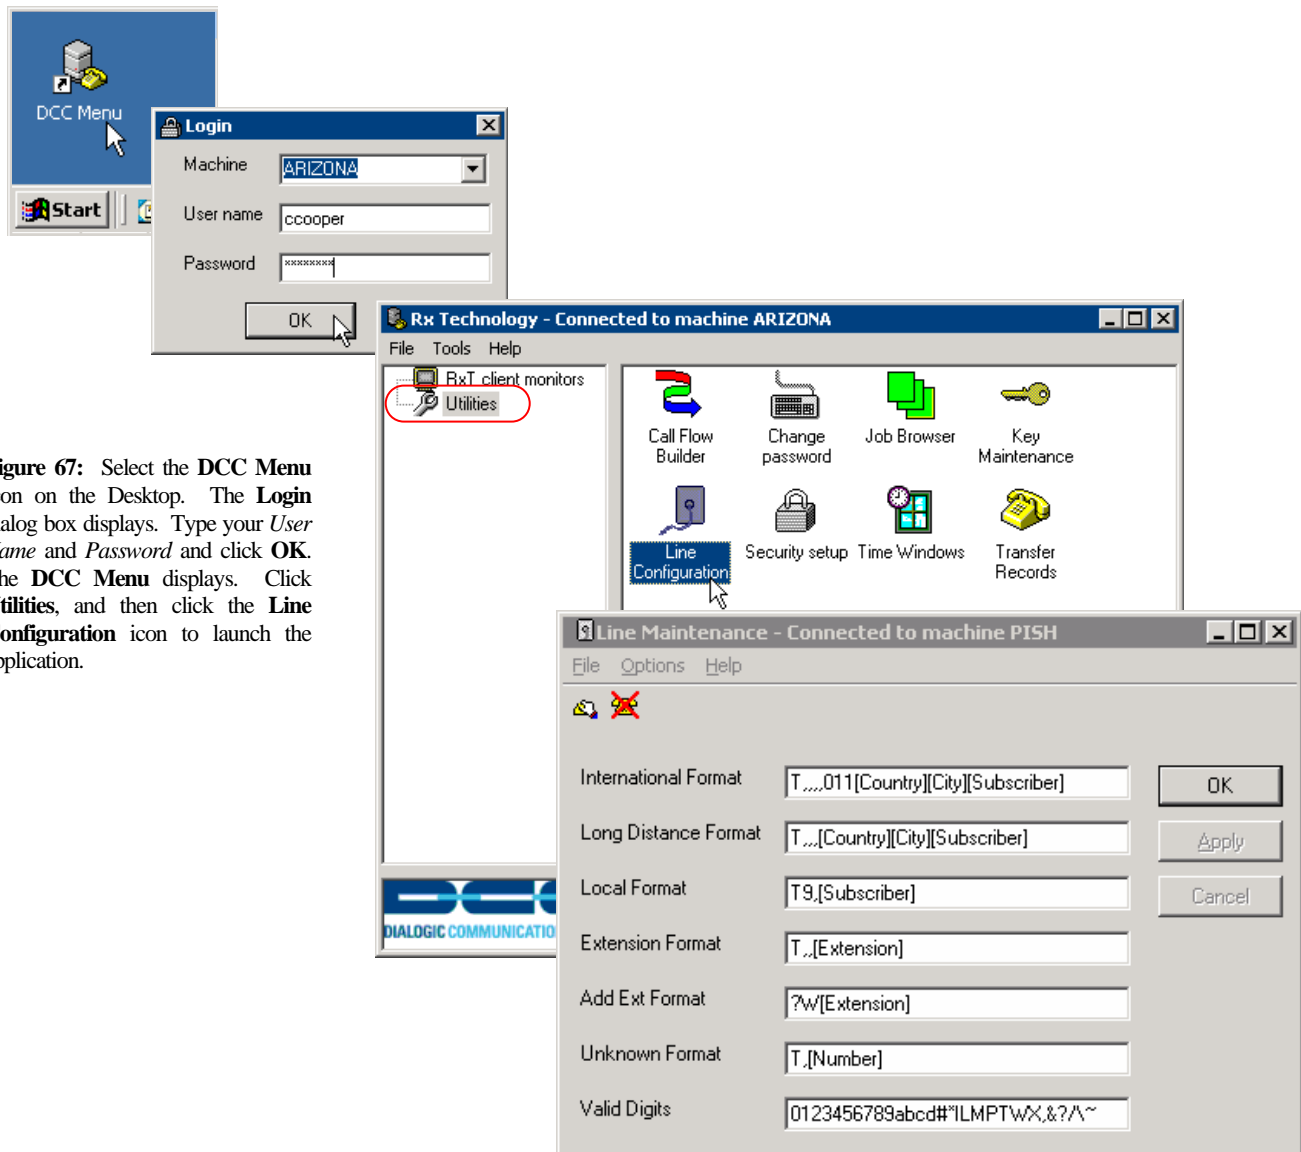 DCC Menu
Start
Login
Machine
ARIZONA
User name
ccooper
Password
********
OK
Rx Technology - Connected to machine ARIZONA
File Tools Help
RxT client monitors
Utilities
Call Flow Builder
Change password
Job Browser
Key Maintenance
Line Configuration
Security setup
Time Windows
Transfer Records
DIALOGIC COMMUNICATIO
igure 67: Select the DCC Menu
on on the Desktop. The Login
ialog box displays. Type your User
ame and Password and click OK.
he DCC Menu displays. Click
tilities, and then click the Line
onfiguration icon to launch the
pplication.
Line Maintenance - Connected to machine PISH
File Options Help
International Format
T,,,,011[Country][City][Subscriber]
OK
Long Distance Format
T,,,[Country][City][Subscriber]
Apply
Local Format
T9,[Subscriber]
Cancel
Extension Format
T,,[Extension]
Add Ext Format
?W[Extension]
Unknown Format
T,[Number]
Valid Digits
0123456789abcd#*ILMPTWX,&?/\~